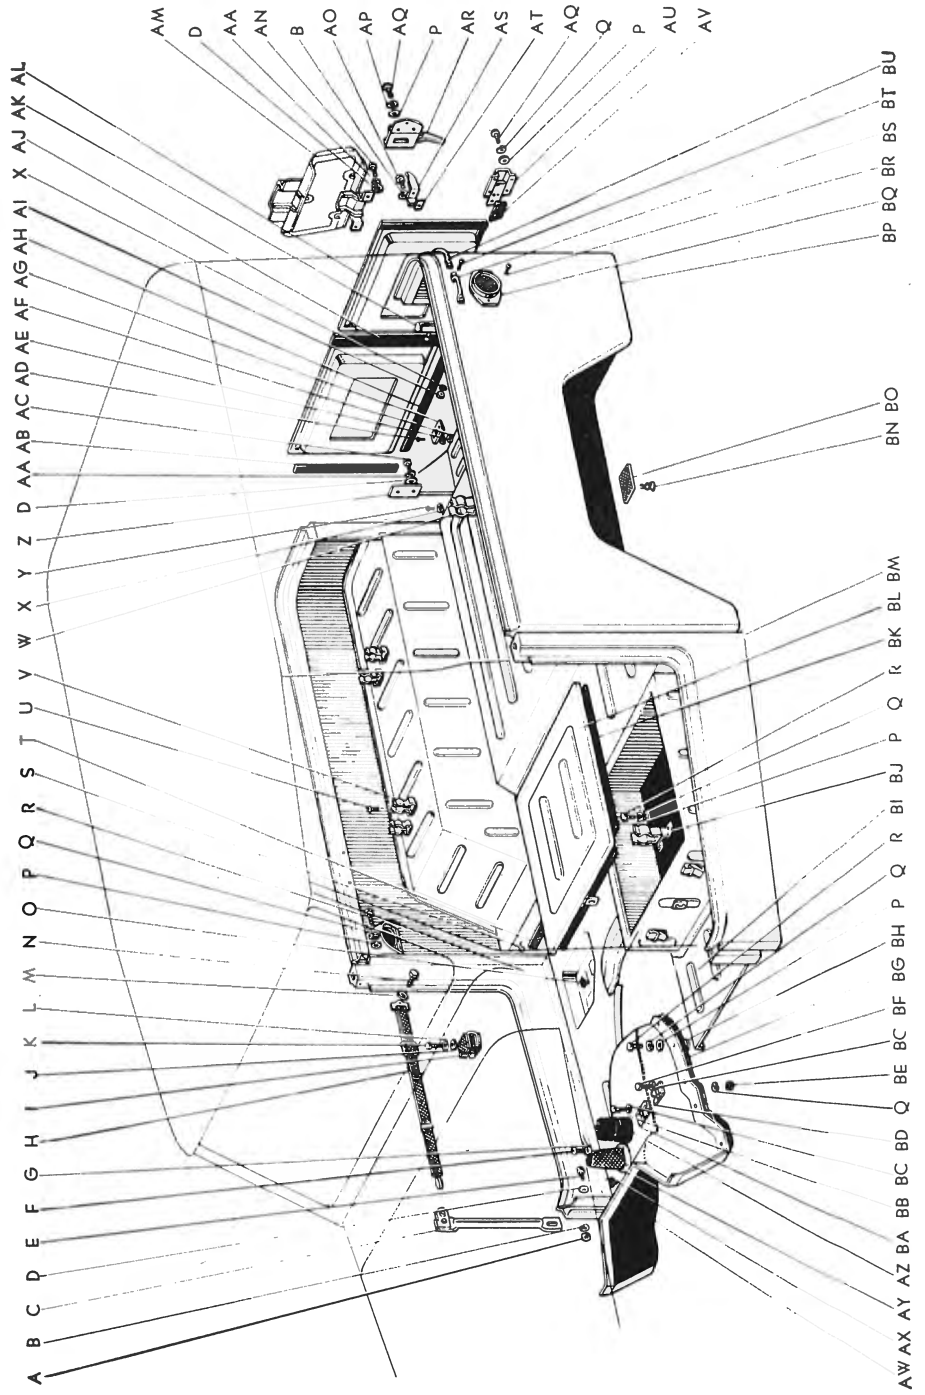 A B C D E F G H I J K L M N O P Q R S T U V W X Y Z D AA AB AC AD AE AF AG AH AI X AJ AK AL
AM
D
AA
AN
B
AO
AP
AQ
P
AR
AS
AT
AQ
Q
P
AU
AV
AW AX AY AZ BA BB BC BD Q BE BC BF BG BH P Q R BI BJ P Q R BK BL BM BN BO BP BQ BR BS BT BU